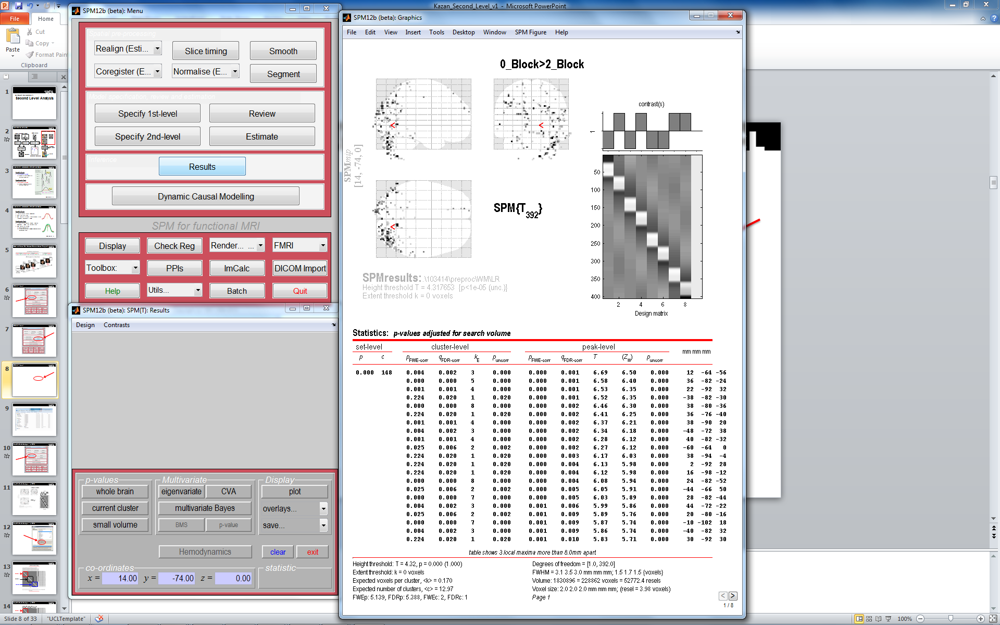 Kazan_Second_Level_v1 - Microsoft PowerPoint
File
Home
Cut
Copy
Paste
Format Pain
Clipboard
1
UCL
Second Level Analysis
2
3
4
5
6
7
8
9
10
11
12
13
14
Slide 8 of 33
"UCLTemplate"
100%
SPM12b (beta): Menu
Spatial pre-processing
Realign (Esti...
Slice timing
Smooth
Coregister (E...
Normalise (E...
Segment
Model specification, review and estimation
Specify 1st-level
Review
Specify 2nd-level
Estimate
Inference
Results
Dynamic Causal Modelling
SPM for functional MRI
Display
Check Reg
Render... ...
FMRI
Toolbox:
PPIs
ImCalc
DICOM Import
Help
Utils...
Batch
Quit
SPM12b (beta): SPM{T}: Results
Design Contrasts
p-values
whole brain
current cluster
small volume
Multivariate
eigenvariate
CVA
multivariate Bayes
BMS
p-value
Display
plot
overlays...
save...
Hemodynamics
clear
exit
co-ordinates
x = 14.00 y = -74.00 z = 0.00
statistic
SPM12b (beta): Graphics
File Edit View Insert Tools Desktop Window SPM Figure Help
0_Block>2_Block
SPMmip
[14, -74, 0]
SPM{T392}
contrast(s)
1
50
100
150
200
250
300
350
400
2 4 6 8
Design matrix
SPMresults: .\103414\preproc\WM\LR
Height threshold T = 4.317653 {p<1e-05 (unc.)}
Extent threshold k = 0 voxels
Statistics: p-values adjusted for search volume
set-level cluster-level peak-level mm mm mm
p c pFWE-corr qFDR-corr kE puncorr pFWE-corr qFDR-corr T (Z≡) puncorr
0.000 148 0.004 0.002 3 0.000 0.000 0.001 6.69 6.50 0.000 12 -64 -56
0.000 0.000 5 0.000 0.000 0.001 6.58 6.40 0.000 36 -82 -24
0.001 0.001 4 0.000 0.000 0.001 6.53 6.35 0.000 22 -92 32
0.224 0.020 1 0.020 0.000 0.001 6.52 6.35 0.000 -38 -82 -30
0.000 0.000 8 0.000 0.000 0.002 6.46 6.30 0.000 38 -80 -36
0.224 0.020 1 0.020 0.000 0.002 6.41 6.25 0.000 36 -76 -40
0.001 0.001 4 0.000 0.000 0.002 6.37 6.21 0.000 38 -90 20
0.004 0.002 3 0.000 0.000 0.002 6.34 6.18 0.000 -48 -72 38
0.001 0.001 4 0.000 0.000 0.002 6.28 6.12 0.000 40 -82 -32
0.025 0.006 2 0.002 0.000 0.002 6.27 6.12 0.000 -60 -64 0
0.224 0.020 1 0.020 0.000 0.003 6.17 6.03 0.000 38 -94 -4
0.224 0.020 1 0.020 0.000 0.004 6.13 5.98 0.000 2 -92 28
0.224 0.020 1 0.020 0.000 0.004 6.12 5.98 0.000 16 -98 -12
0.000 0.000 8 0.000 0.000 0.004 6.08 5.94 0.000 24 -82 -52
0.025 0.006 2 0.002 0.000 0.005 6.05 5.91 0.000 -44 -66 50
0.000 0.000 7 0.000 0.000 0.005 6.03 5.89 0.000 28 -82 -44
0.004 0.002 3 0.000 0.001 0.006 5.99 5.86 0.000 44 -72 -22
0.025 0.006 2 0.002 0.001 0.009 5.89 5.76 0.000 20 -80 -16
0.000 0.000 7 0.000 0.001 0.009 5.87 5.74 0.000 -10 -102 18
0.004 0.002 3 0.000 0.001 0.009 5.86 5.74 0.000 -40 -82 32
0.224 0.020 1 0.020 0.001 0.010 5.83 5.71 0.000 30 -92 30
table shows 3 local maxima more than 8.0mm apart
Height threshold: T = 4.32, p = 0.000 (1.000)
Extent threshold: k = 0 voxels
Expected voxels per cluster, <k> = 0.170
Expected number of clusters, <c> = 12.97
FWEp: 5.139, FDRp: 5.388, FWEc: 2, FDRc: 1
Degrees of freedom = [1.0, 392.0]
FWHM = 3.1 3.5 3.0 mm mm mm; 1.5 1.7 1.5 {voxels}
Volume: 1830896 = 228862 voxels = 52772.4 resels
Voxel size: 2.0 2.0 2.0 mm mm mm; (resel = 3.98 voxels)
Page 1
< >
1 / 8